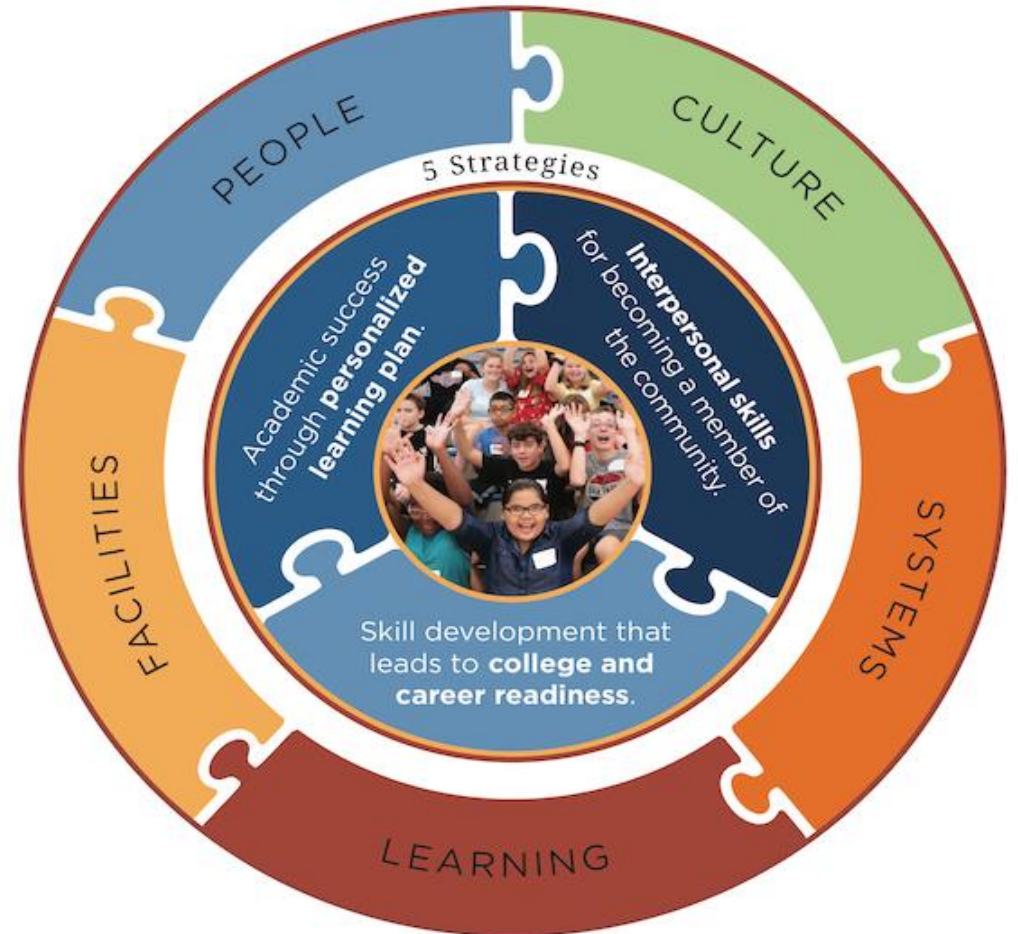 PEOPLE
CULTURE
5 Strategies
Academic success
through personalized
learning plan.
Interpersonal skills
for becoming a member of
the community.
FACILITIES
SYSTEMS
Skill development that
leads to college and
career readiness.
LEARNING